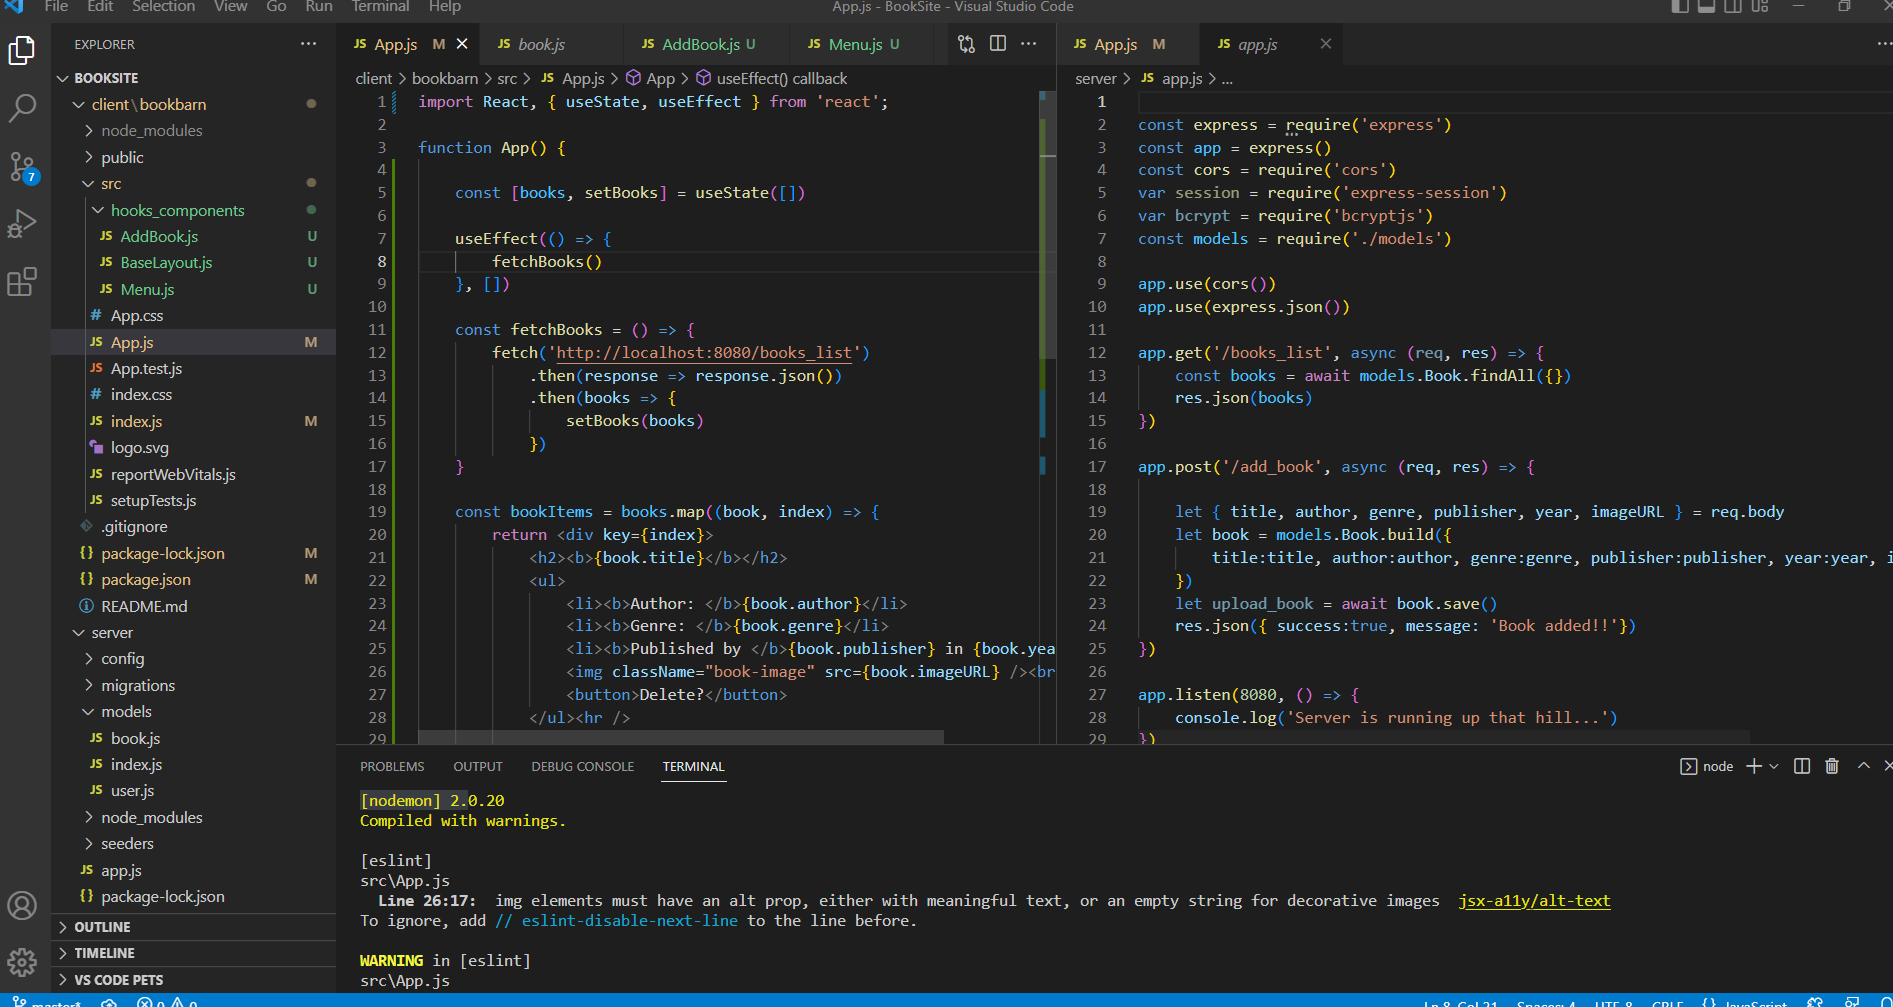 File Edit Selection View Go Run Terminal Help App.js - BookSite - Visual Studio Code
EXPLORER
BOOKSITE
client\bookbarn
node_modules
public
src
hooks_components
JS AddBook.js U
JS BaseLayout.js U
JS Menu.js U
# App.css
JS App.js M
JS App.test.js
# index.css
JS index.js M
logo.svg
JS reportWebVitals.js
JS setupTests.js
.gitignore
{} package-lock.json M
{} package.json M
README.md
server
config
migrations
models
JS book.js
JS index.js
JS user.js
node_modules
seeders
JS app.js
{} package-lock.json
OUTLINE
TIMELINE
VS CODE PETS
7
JS App.js M JS book.js JS AddBook.js U JS Menu.js U
client > bookbarn > src > JS App.js > App > useEffect() callback
1 import React, { useState, useEffect } from 'react';
2
3 function App() {
4
5 const [books, setBooks] = useState([])
6
7 useEffect(() => {
8 fetchBooks()
9 }, [])
10
11 const fetchBooks = () => {
12 fetch('http://localhost:8080/books_list')
13 .then(response => response.json())
14 .then(books => {
15 setBooks(books)
16 })
17 }
18
19 const bookItems = books.map((book, index) => {
20 return <div key={index}>
21 <h2><b>{book.title}</b></h2>
22 <ul>
23 <li><b>Author: </b>{book.author}</li>
24 <li><b>Genre: </b>{book.genre}</li>
25 <li><b>Published by </b>{book.publisher} in {book.yea
26 <img className="book-image" src={book.imageURL} /><br
27 <button>Delete?</button>
28 </ul><hr />
29
JS App.js M JS app.js
server > JS app.js > ...
1
2 const express = require('express')
3 const app = express()
4 const cors = require('cors')
5 var session = require('express-session')
6 var bcrypt = require('bcryptjs')
7 const models = require('./models')
8
9 app.use(cors())
10 app.use(express.json())
11
12 app.get('/books_list', async (req, res) => {
13 const books = await models.Book.findAll({})
14 res.json(books)
15 })
16
17 app.post('/add_book', async (req, res) => {
18
19 let { title, author, genre, publisher, year, imageURL } = req.body
20 let book = models.Book.build({
21 title:title, author:author, genre:genre, publisher:publisher, year:year, i
22 })
23 let upload_book = await book.save()
24 res.json({ success:true, message: 'Book added!!'})
25 })
26
27 app.listen(8080, () => {
28 console.log('Server is running up that hill...')
29 })
PROBLEMS OUTPUT DEBUG CONSOLE TERMINAL
node
[nodemon] 2.0.20
Compiled with warnings.
[eslint]
src\App.js
Line 26:17: img elements must have an alt prop, either with meaningful text, or an empty string for decorative images jsx-a11y/alt-text
To ignore, add // eslint-disable-next-line to the line before.
WARNING in [eslint]
src\App.js
master* 0 0 Ln 8, Col 21 Spaces: 4 UTF-8 CRLF {} JavaScript